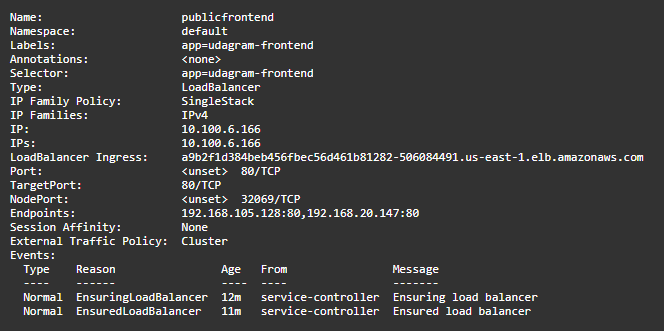 Name: publicfrontend
Namespace: default
Labels: app=udagram-frontend
Annotations: <none>
Selector: app=udagram-frontend
Type: LoadBalancer
IP Family Policy: SingleStack
IP Families: IPv4
IP: 10.100.6.166
IPs: 10.100.6.166
LoadBalancer Ingress: a9b2f1d384beb456fbec56d461b81282-506084491.us-east-1.elb.amazonaws.com
Port: <unset> 80/TCP
TargetPort: 80/TCP
NodePort: <unset> 32069/TCP
Endpoints: 192.168.105.128:80,192.168.20.147:80
Session Affinity: None
External Traffic Policy: Cluster
Events:
Type Reason Age From Message
---- ------ ---- ---- -------
Normal EnsuringLoadBalancer 12m service-controller Ensuring load balancer
Normal EnsuredLoadBalancer 11m service-controller Ensured load balancer